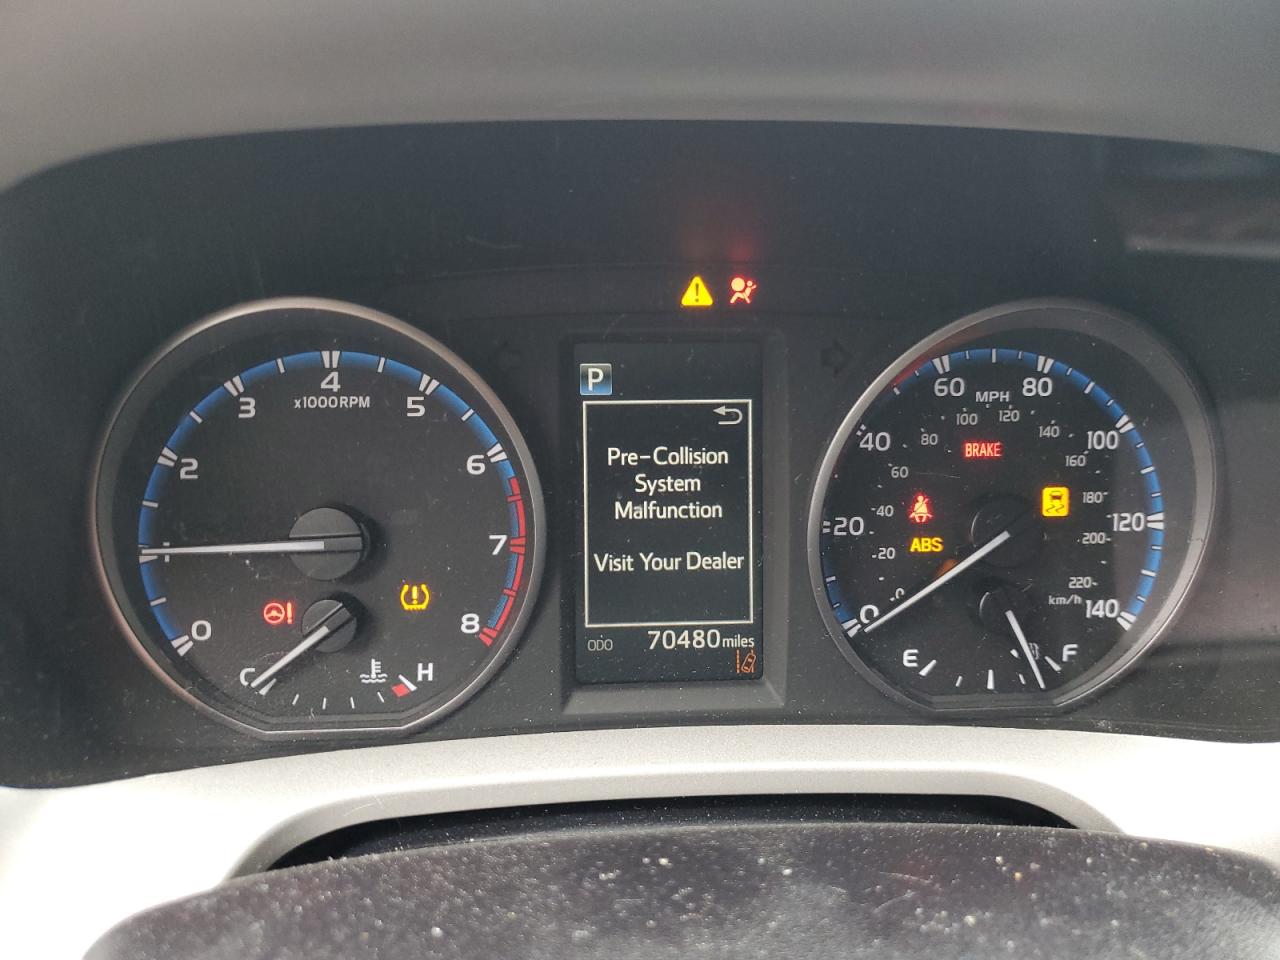 P
Pre-Collision
System
Malfunction
Visit Your Dealer
ODO 70480 miles
0
1
2
3
4
5
6
7
8
x1000RPM
C
H
0
20
40
60
80
100
120
140
MPH
0
20
40
60
80
100
120
140
160
180
200
220
km/h
BRAKE
ABS
E
F